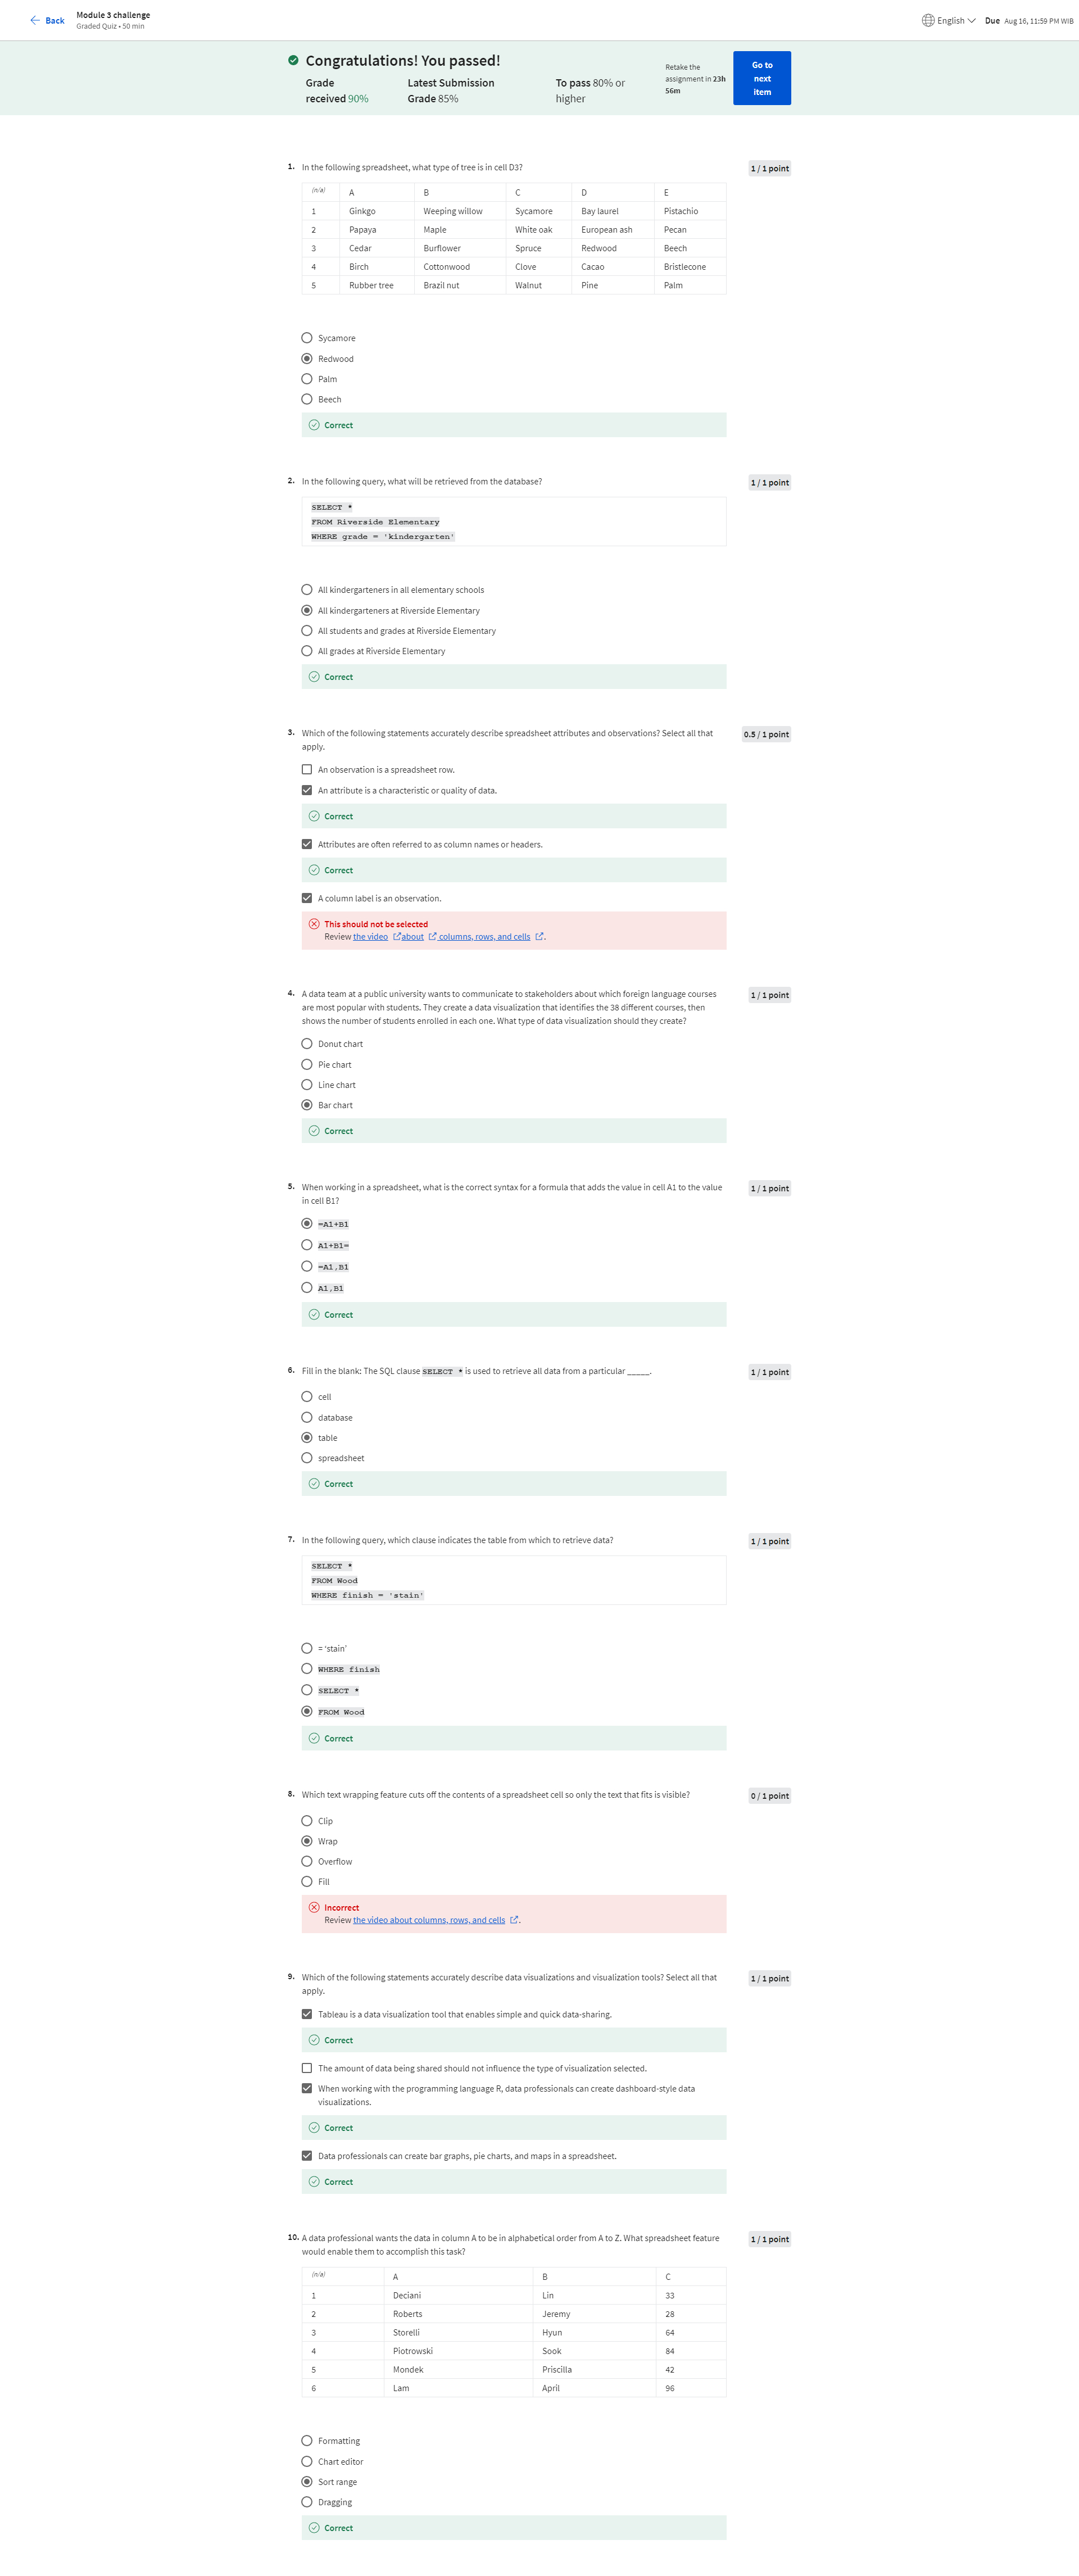 Back
Module 3 challenge
Graded Quiz • 50 min
English
Due Aug 16, 11:59 PM WIB
Congratulations! You passed!
Grade
received 90%
Latest Submission
Grade 85%
To pass 80% or
higher
Retake the
assignment in 23h
56m
Go to
next
item
1. In the following spreadsheet, what type of tree is in cell D3?
1 / 1 point
(n/a) A B C D E
1 Ginkgo Weeping willow Sycamore Bay laurel Pistachio
2 Papaya Maple White oak European ash Pecan
3 Cedar Burflower Spruce Redwood Beech
4 Birch Cottonwood Clove Cacao Bristlecone
5 Rubber tree Brazil nut Walnut Pine Palm
Sycamore
Redwood
Palm
Beech
Correct
2. In the following query, what will be retrieved from the database?
1 / 1 point
SELECT *
FROM Riverside Elementary
WHERE grade = 'kindergarten'
All kindergarteners in all elementary schools
All kindergarteners at Riverside Elementary
All students and grades at Riverside Elementary
All grades at Riverside Elementary
Correct
3. Which of the following statements accurately describe spreadsheet attributes and observations? Select all that
apply.
0.5 / 1 point
An observation is a spreadsheet row.
An attribute is a characteristic or quality of data.
Correct
Attributes are often referred to as column names or headers.
Correct
A column label is an observation.
This should not be selected
Review the video about columns, rows, and cells .
4. A data team at a public university wants to communicate to stakeholders about which foreign language courses
are most popular with students. They create a data visualization that identifies the 38 different courses, then
shows the number of students enrolled in each one. What type of data visualization should they create?
1 / 1 point
Donut chart
Pie chart
Line chart
Bar chart
Correct
5. When working in a spreadsheet, what is the correct syntax for a formula that adds the value in cell A1 to the value
in cell B1?
1 / 1 point
=A1+B1
A1+B1=
=A1,B1
A1,B1
Correct
6. Fill in the blank: The SQL clause SELECT * is used to retrieve all data from a particular _____.
1 / 1 point
cell
database
table
spreadsheet
Correct
7. In the following query, which clause indicates the table from which to retrieve data?
1 / 1 point
SELECT *
FROM Wood
WHERE finish = 'stain'
= ‘stain’
WHERE finish
SELECT *
FROM Wood
Correct
8. Which text wrapping feature cuts off the contents of a spreadsheet cell so only the text that fits is visible?
0 / 1 point
Clip
Wrap
Overflow
Fill
Incorrect
Review the video about columns, rows, and cells .
9. Which of the following statements accurately describe data visualizations and visualization tools? Select all that
apply.
1 / 1 point
Tableau is a data visualization tool that enables simple and quick data-sharing.
Correct
The amount of data being shared should not influence the type of visualization selected.
When working with the programming language R, data professionals can create dashboard-style data
visualizations.
Correct
Data professionals can create bar graphs, pie charts, and maps in a spreadsheet.
Correct
10. A data professional wants the data in column A to be in alphabetical order from A to Z. What spreadsheet feature
would enable them to accomplish this task?
1 / 1 point
(n/a) A B C
1 Deciani Lin 33
2 Roberts Jeremy 28
3 Storelli Hyun 64
4 Piotrowski Sook 84
5 Mondek Priscilla 42
6 Lam April 96
Formatting
Chart editor
Sort range
Dragging
Correct